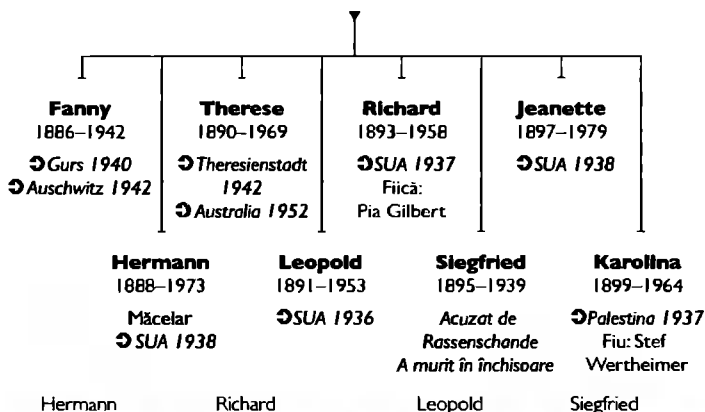 Fanny
1886–1942
➲ Gurs 1940
➲ Auschwitz 1942
Therese
1890–1969
➲ Theresienstadt
1942
➲ Australia 1952
Richard
1893–1958
➲ SUA 1937
Fiică:
Pia Gilbert
Jeanette
1897–1979
➲ SUA 1938
Hermann
1888–1973
Măcelar
➲ SUA 1938
Leopold
1891–1953
➲ SUA 1936
Siegfried
1895–1939
Acuzat de
Rassenschande
A murit în închisoare
Karolina
1899–1964
➲ Palestina 1937
Fiu: Stef
Wertheimer
Hermann Richard Leopold Siegfried